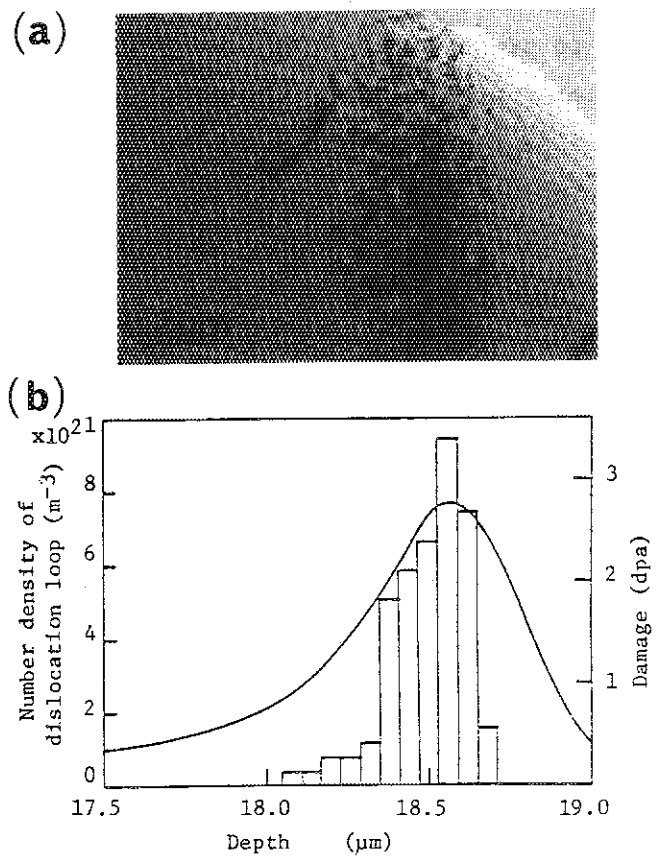 (a)
(b)
x10²¹
8
6
4
2
0
Number density of
dislocation loop (m⁻³)
3
2
1
Damage (dpa)
17.5 18.0 18.5 19.0
Depth (μm)